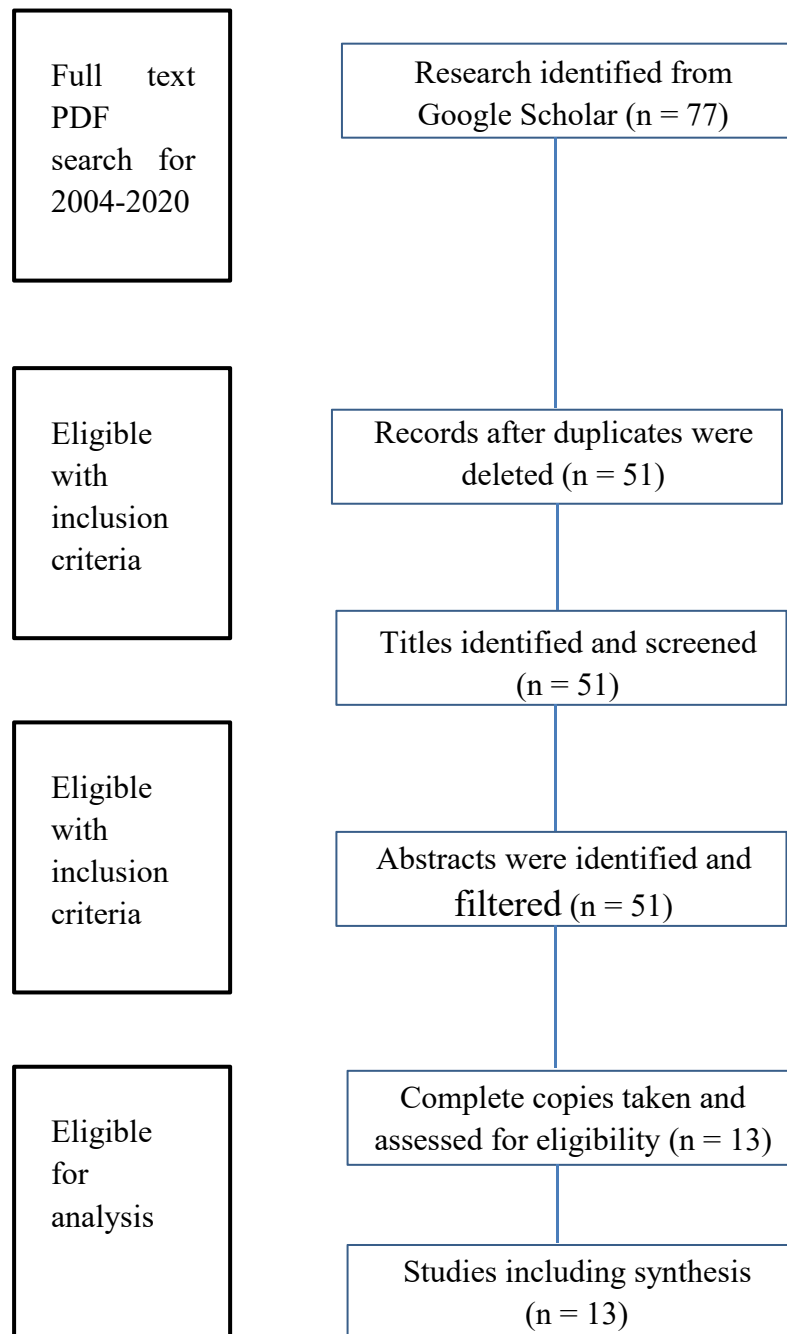 Full text
PDF
search for
2004-2020
Research identified from
Google Scholar (n = 77)
Eligible
with
inclusion
criteria
Records after duplicates were
deleted (n = 51)
Titles identified and screened
(n = 51)
Eligible
with
inclusion
criteria
Abstracts were identified and
filtered (n = 51)
Eligible
for
analysis
Complete copies taken and
assessed for eligibility (n = 13)
Studies including synthesis
(n = 13)